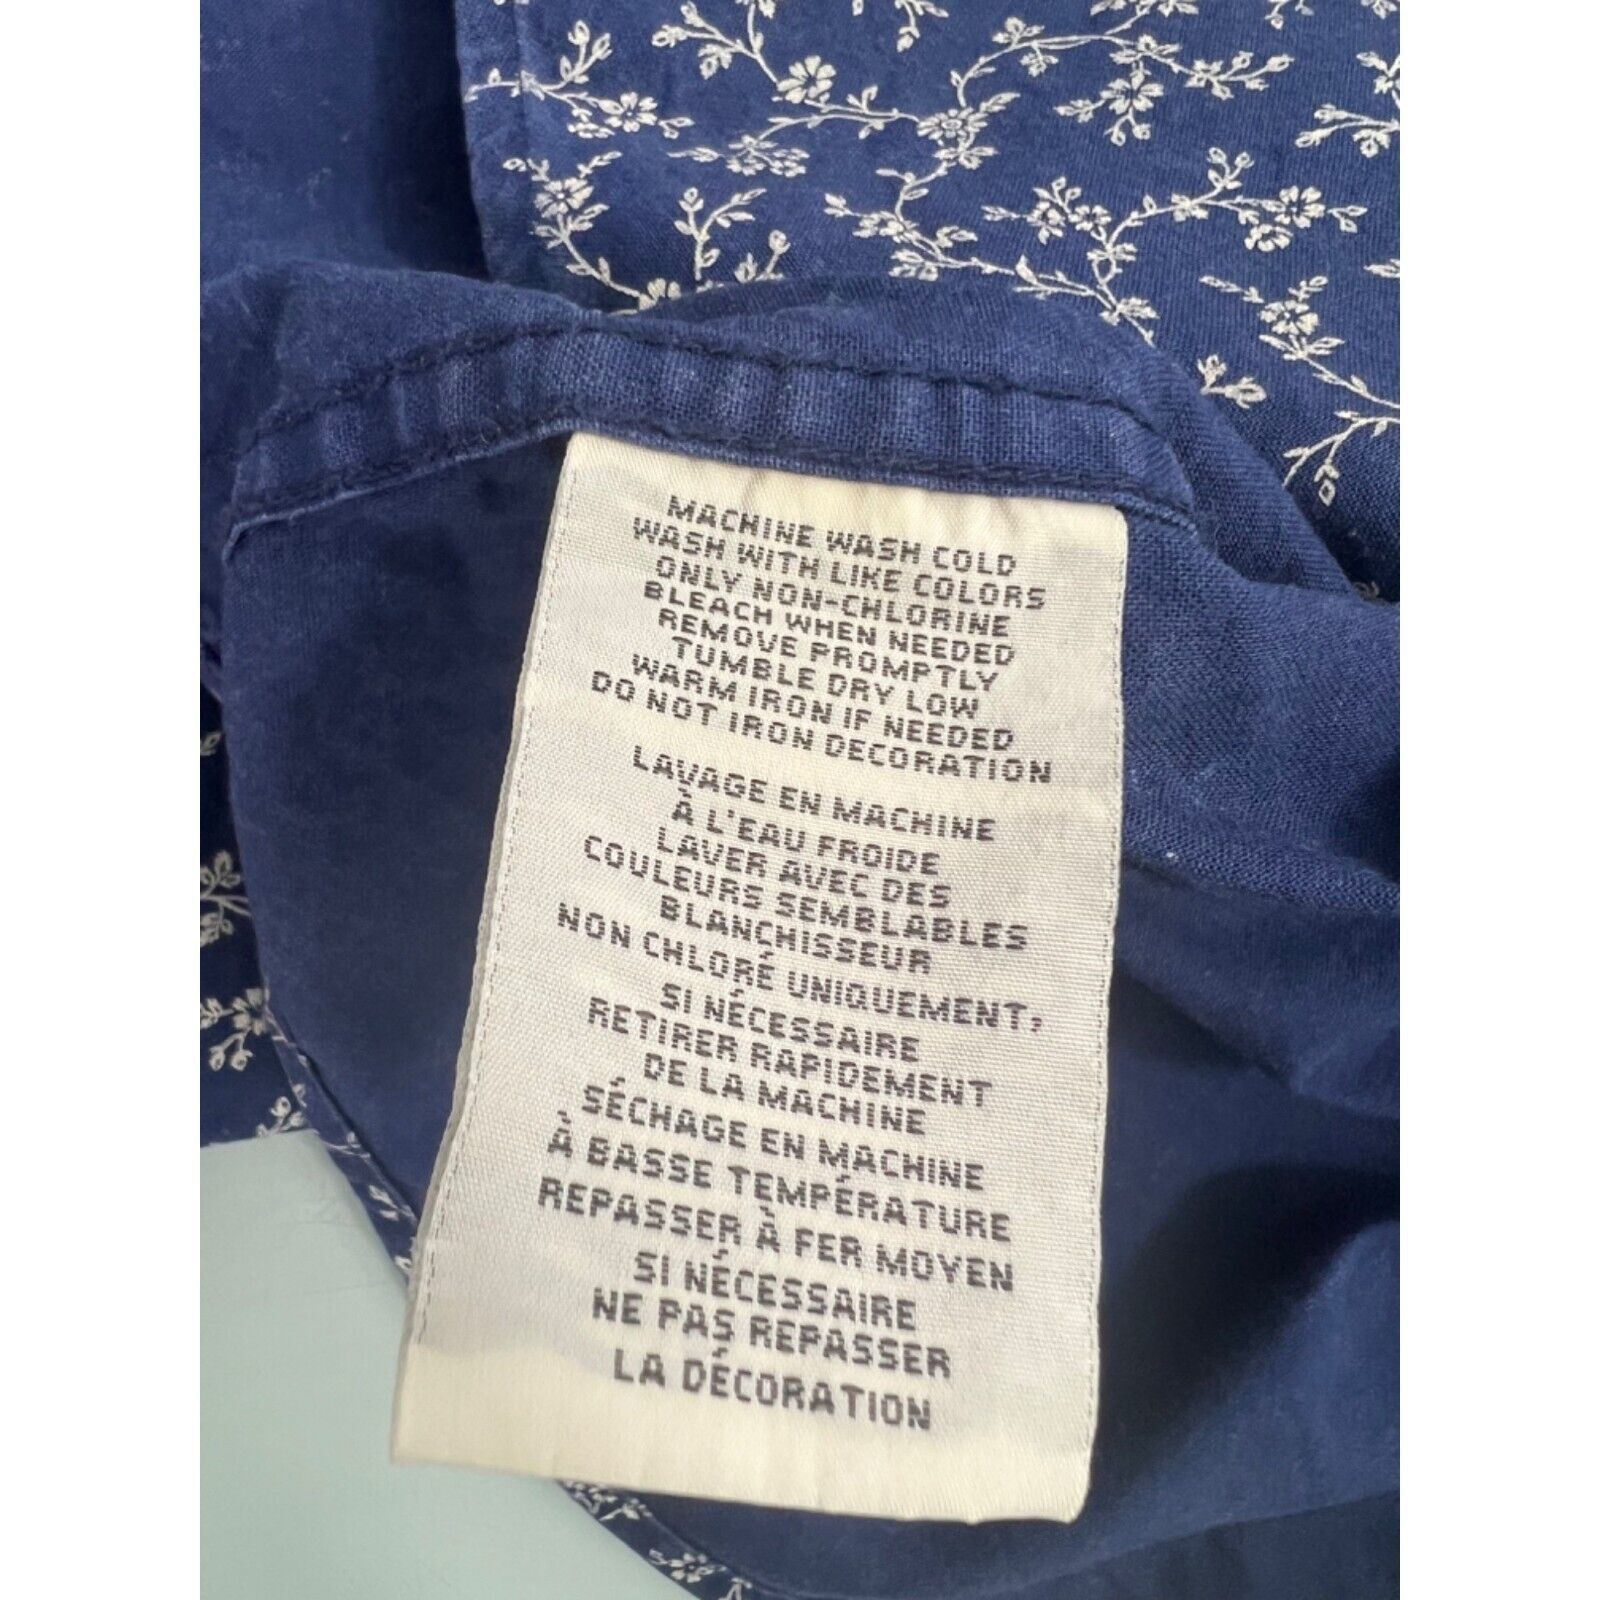 MACHINE WASH COLD
WASH WITH LIKE COLORS
ONLY NON-CHLORINE
BLEACH WHEN NEEDED
REMOVE PROMPTLY
TUMBLE DRY LOW
WARM IRON IF NEEDED
DO NOT IRON DECORATION
LAVAGE EN MACHINE
À L'EAU FROIDE
LAVER AVEC DES
COULEURS SEMBLABLES
BLANCHISSEUR
NON CHLORÉ UNIQUEMENT,
SI NÉCESSAIRE
RETIRER RAPIDEMENT
DE LA MACHINE
SÉCHAGE EN MACHINE
À BASSE TEMPÉRATURE
REPASSER À FER MOYEN
SI NÉCESSAIRE
NE PAS REPASSER
LA DÉCORATION